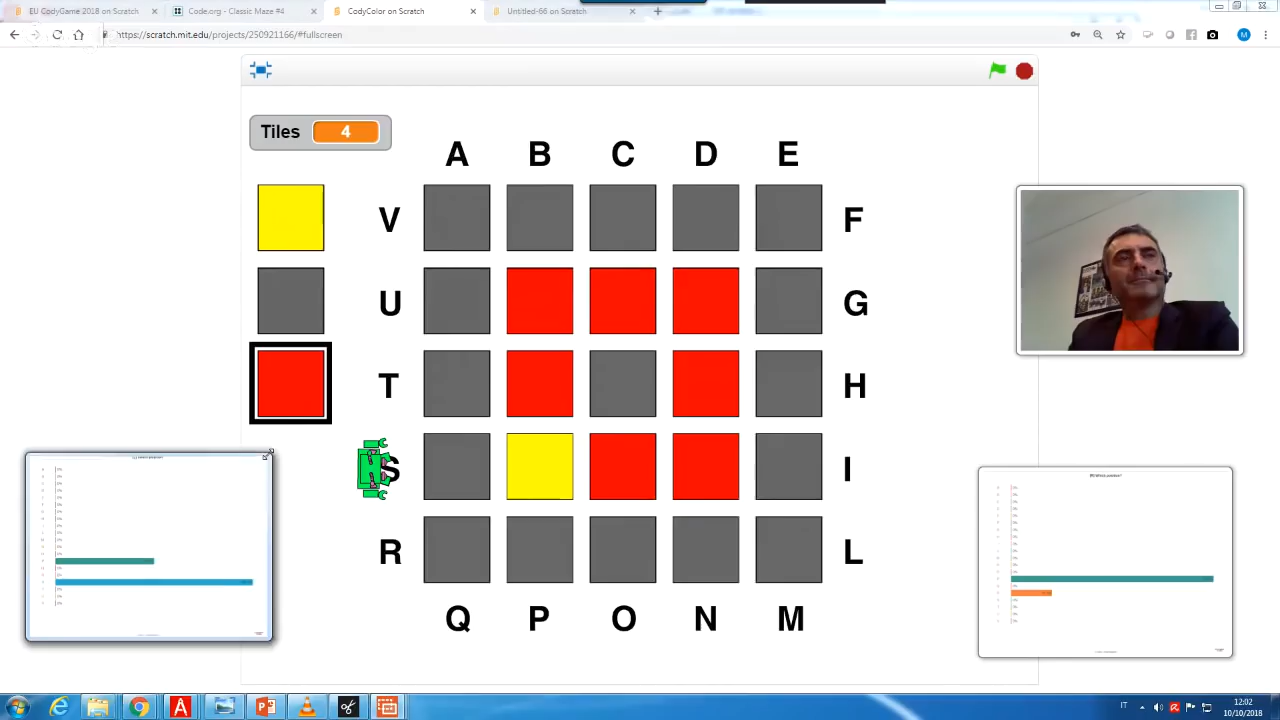 EU CodyGame 2018 on Scratch
Code.org - Classic Maze #4
CodyColor on Scratch
Untitled-66 on Scratch
https://scratch.mit.edu/projects/250921166/#fullscreen
M
Tiles 4
A B C D E
V F
U G
T H
S I
R L
Q P O N M
IT
12:02
10/10/2018